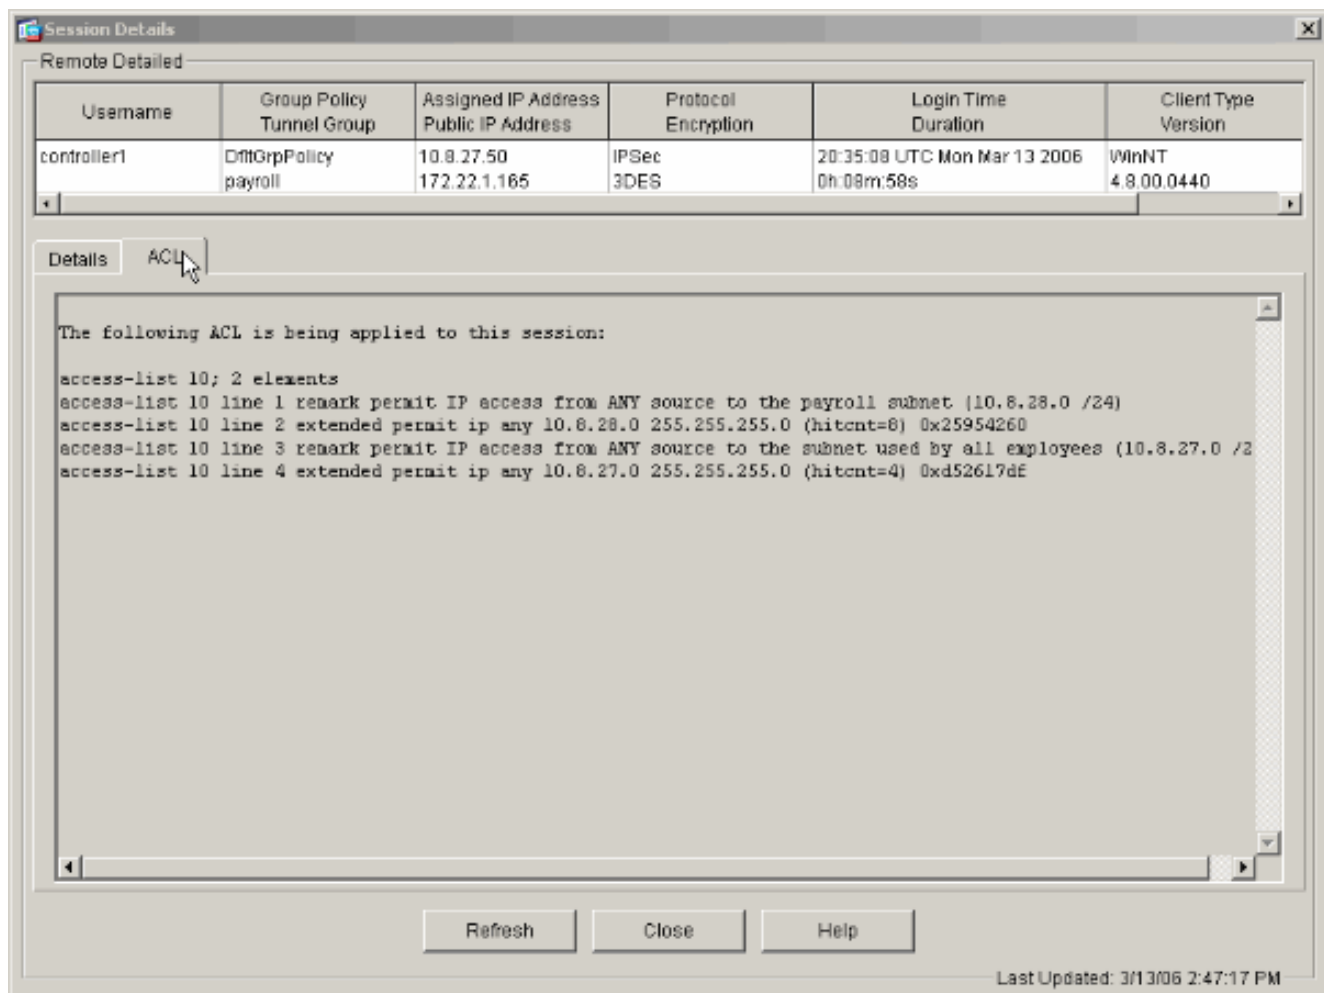 Session Details
Remote Detailed
Username
Group Policy
Tunnel Group
Assigned IP Address
Public IP Address
Protocol
Encryption
Login Time
Duration
Client Type
Version
controller1
DfltGrpPolicy
payroll
10.8.27.50
172.22.1.165
IPSec
3DES
20:35:08 UTC Mon Mar 13 2006
0h:08m:58s
WinNT
4.8.00.0440
Details
ACL
The following ACL is being applied to this session:
access-list 10; 2 elements
access-list 10 line 1 remark permit IP access from ANY source to the payroll subnet (10.8.28.0 /24)
access-list 10 line 2 extended permit ip any 10.8.28.0 255.255.255.0 (hitcnt=8) 0x25954260
access-list 10 line 3 remark permit IP access from ANY source to the subnet used by all employees (10.8.27.0 /2
access-list 10 line 4 extended permit ip any 10.8.27.0 255.255.255.0 (hitcnt=4) 0xd52617df
Refresh
Close
Help
Last Updated: 3/13/06 2:47:17 PM